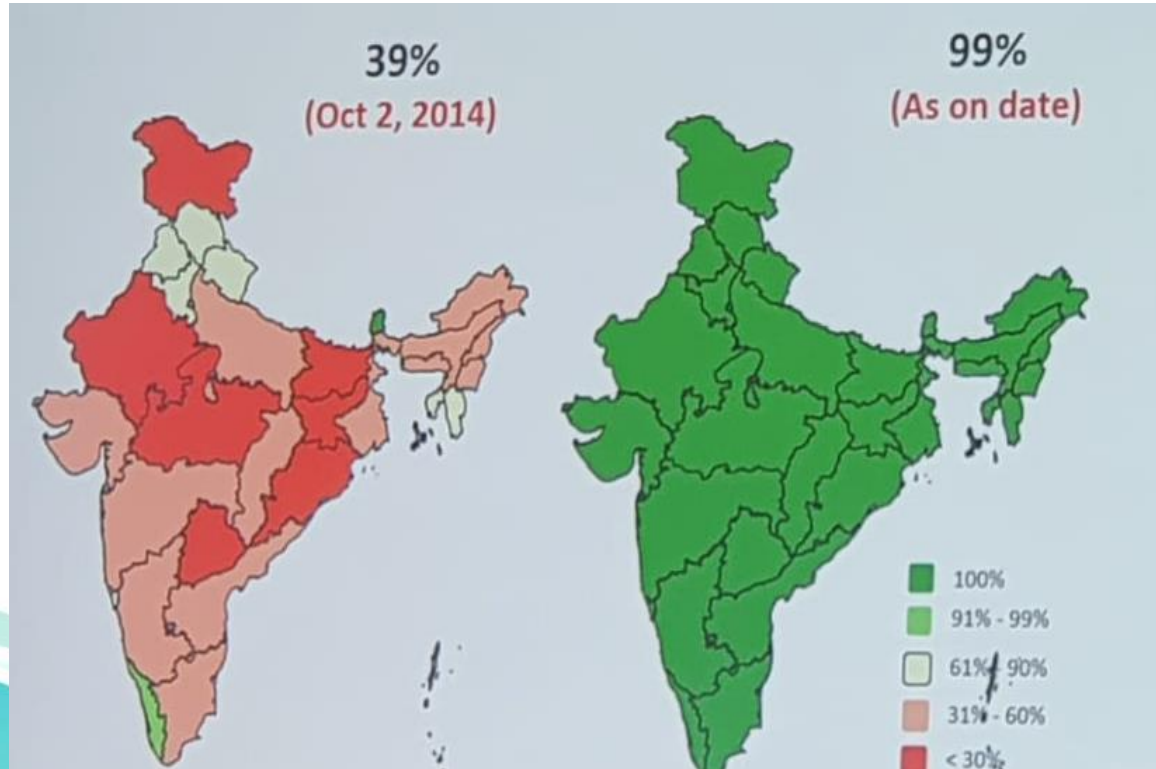 39%
(Oct 2, 2014)
99%
(As on date)
100%
91% - 99%
61% - 90%
31% - 60%
< 30%